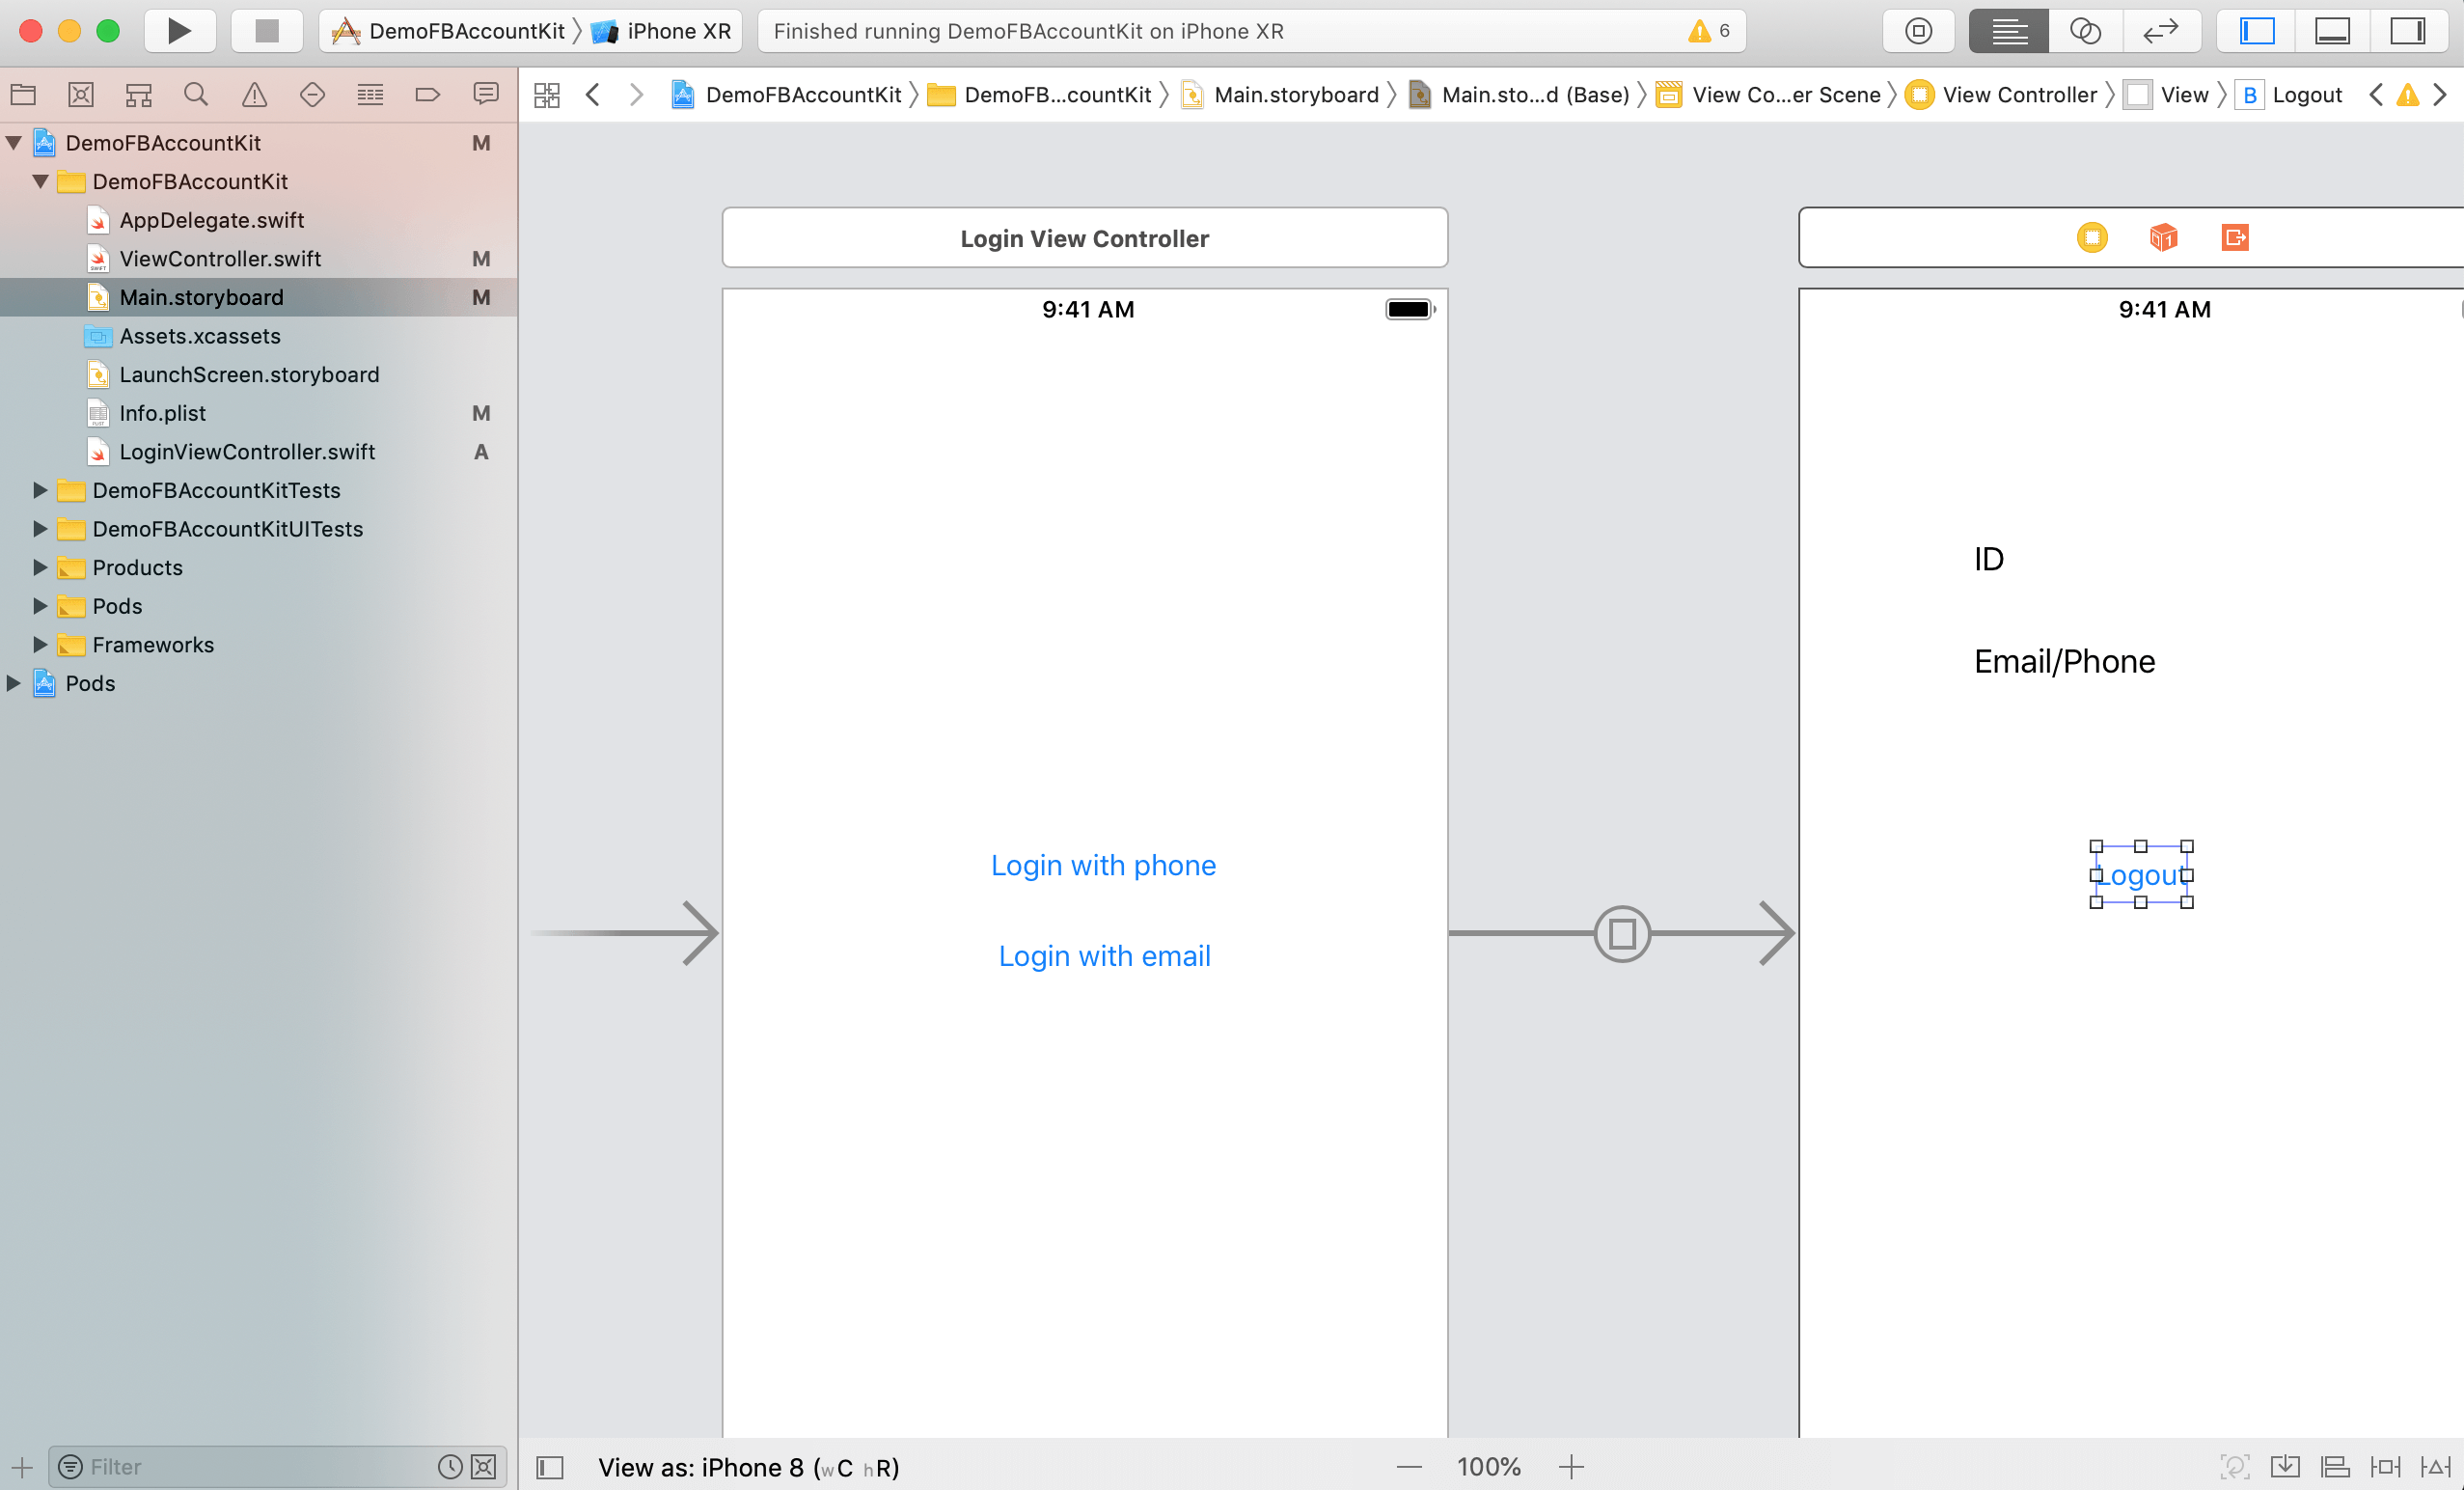 DemoFBAccountKit iPhone XR
Finished running DemoFBAccountKit on iPhone XR 6
DemoFBAccountKit DemoFB...countKit Main.storyboard Main.sto...d (Base) View Co...er Scene View Controller View B Logout
DemoFBAccountKit M
DemoFBAccountKit
AppDelegate.swift
ViewController.swift M
Main.storyboard M
Assets.xcassets
LaunchScreen.storyboard
Info.plist M
LoginViewController.swift A
DemoFBAccountKitTests
DemoFBAccountKitUITests
Products
Pods
Frameworks
Pods
Filter
Login View Controller
9:41 AM
Login with phone
Login with email
9:41 AM
ID
Email/Phone
Logout
View as: iPhone 8 (wC hR)
100%